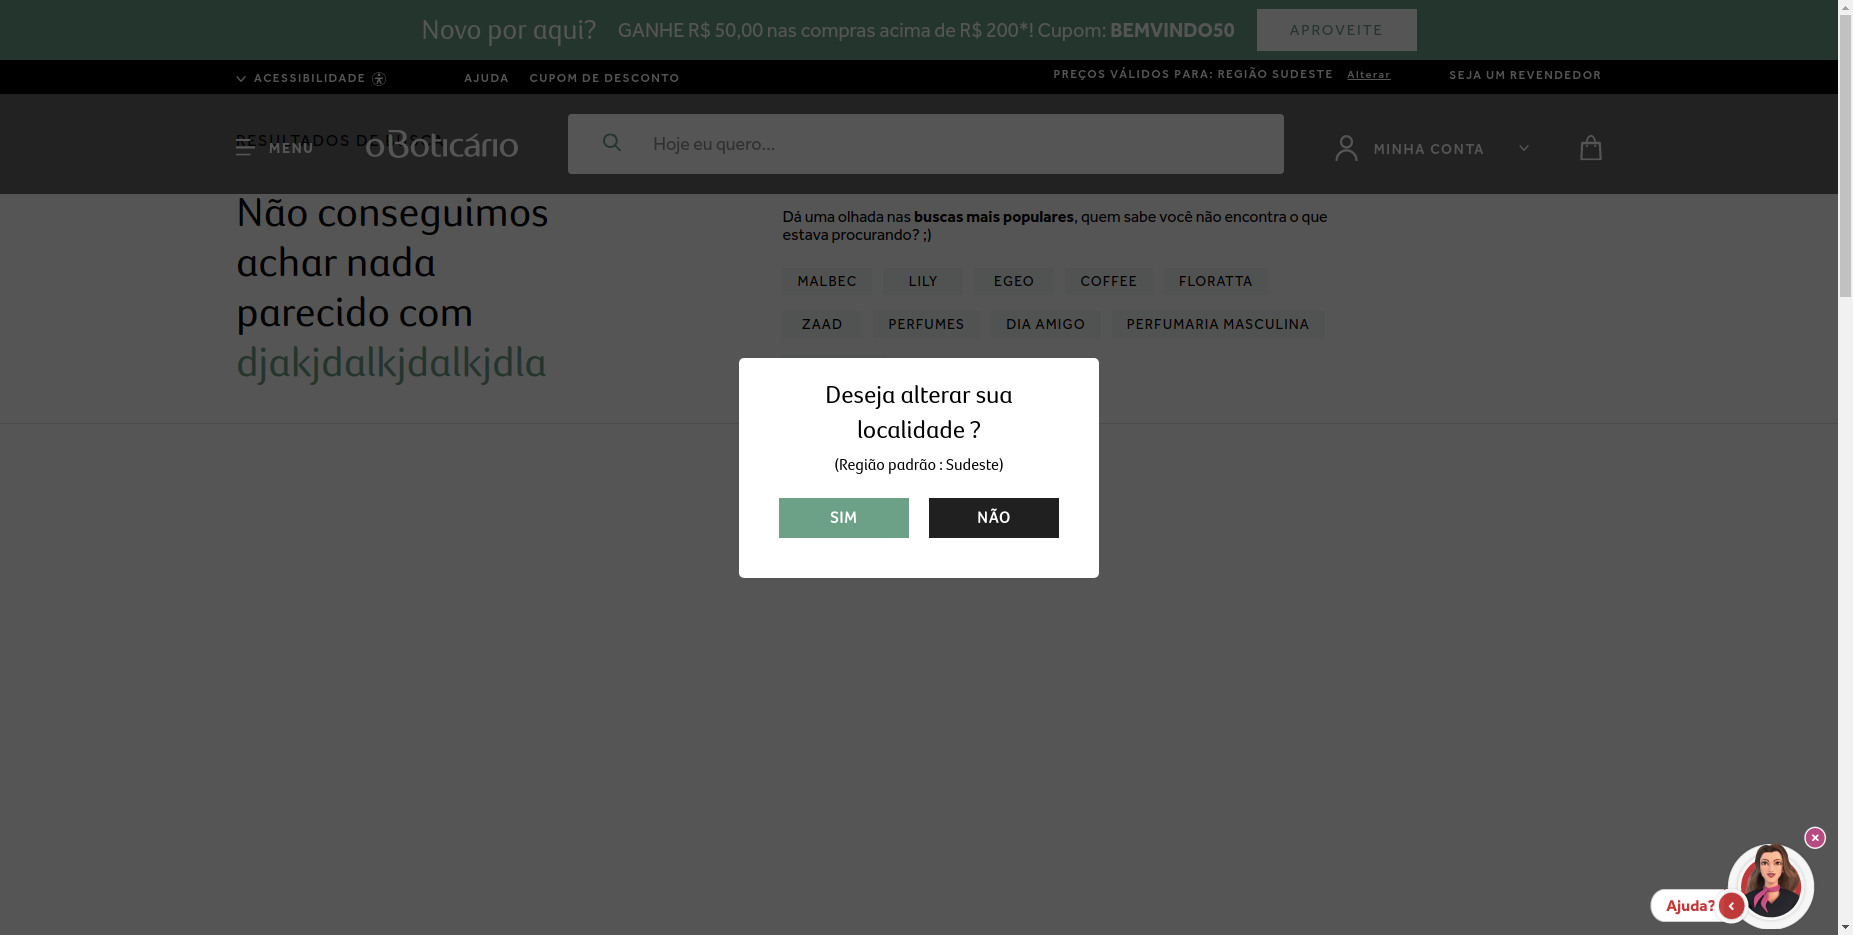 Novo por aqui? GANHE R$ 50,00 nas compras acima de R$ 200*! Cupom: BEMVINDO50 APROVEITE
ACESSIBILIDADE AJUDA CUPOM DE DESCONTO PREÇOS VÁLIDOS PARA: REGIÃO SUDESTE Alterar SEJA UM REVENDEDOR
RESULTADOS DE BUSCA
MENU oBoticário Hoje eu quero... MINHA CONTA
Não conseguimos
achar nada
parecido com
djakjdalkjdalkjdla
Dá uma olhada nas buscas mais populares, quem sabe você não encontra o que
estava procurando? ;)
MALBEC LILY EGEO COFFEE FLORATTA
ZAAD PERFUMES DIA AMIGO PERFUMARIA MASCULINA
Deseja alterar sua
localidade ?
(Região padrão : Sudeste)
SIM NÃO
Ajuda?